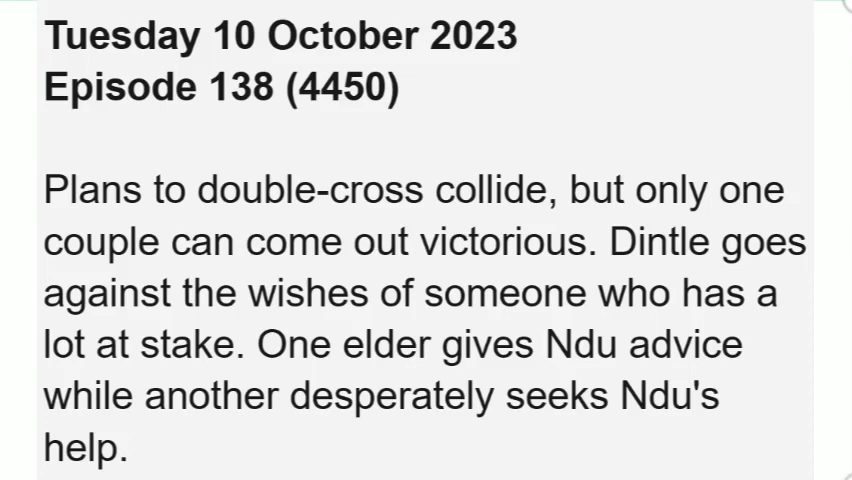 Tuesday 10 October 2023
Episode 138 (4450)
Plans to double-cross collide, but only one
couple can come out victorious. Dintle goes
against the wishes of someone who has a
lot at stake. One elder gives Ndu advice
while another desperately seeks Ndu's
help.